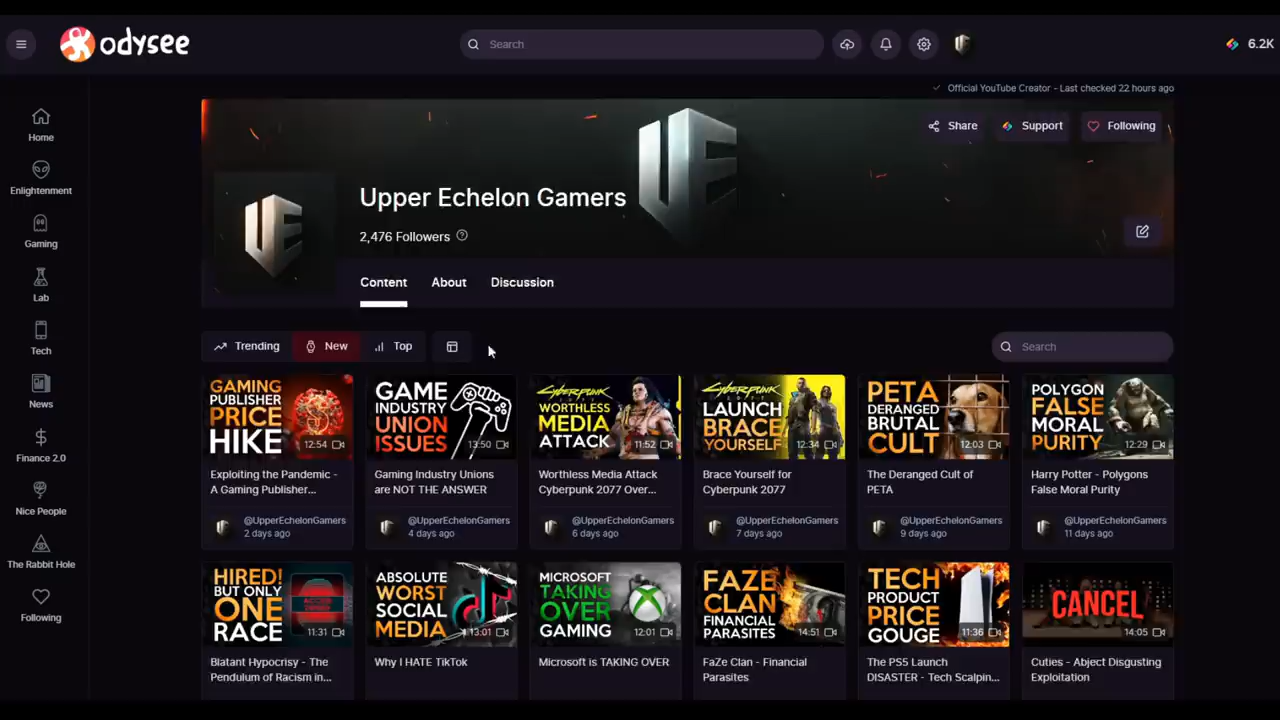 odysee
Search
6.2K
Official YouTube Creator - Last checked 22 hours ago
Share
Support
Following
UE
UE
Upper Echelon Gamers
2,476 Followers
Content
About
Discussion
Home
Enlightenment
Gaming
Lab
Tech
News
Finance 2.0
Nice People
The Rabbit Hole
Following
Trending
New
Top
Search
GAMING
PUBLISHER
PRICE
HIKE
12:54
Exploiting the Pandemic -
A Gaming Publisher...
@UpperEchelonGamers
2 days ago
GAME
INDUSTRY
UNION
ISSUES
13:50
Gaming Industry Unions
are NOT THE ANSWER
@UpperEchelonGamers
4 days ago
CYBERPUNK
WORTHLESS
MEDIA
ATTACK
11:52
Worthless Media Attack
Cyberpunk 2077 Over...
@UpperEchelonGamers
6 days ago
CYBERPUNK
LAUNCH
BRACE
YOURSELF
12:34
Brace Yourself for
Cyberpunk 2077
@UpperEchelonGamers
7 days ago
PETA
DERANGED
BRUTAL
CULT
12:03
The Deranged Cult of
PETA
@UpperEchelonGamers
9 days ago
POLYGON
FALSE
MORAL
PURITY
12:29
Harry Potter - Polygons
False Moral Purity
@UpperEchelonGamers
11 days ago
HIRED!
BUT ONLY
ONE
RACE
11:31
Blatant Hypocrisy - The
Pendulum of Racism in...
ABSOLUTE
WORST
SOCIAL
MEDIA
13:01
Why I HATE TikTok
MICROSOFT
TAKING
OVER
GAMING
12:01
Microsoft is TAKING OVER
FAZE
CLAN
FINANCIAL
PARASITES
14:51
FaZe Clan - Financial
Parasites
TECH
PRODUCT
PRICE
GOUGE
11:36
The PS5 Launch
DISASTER - Tech Scalpin...
CANCEL
14:05
Cuties - Abject Disgusting
Exploitation